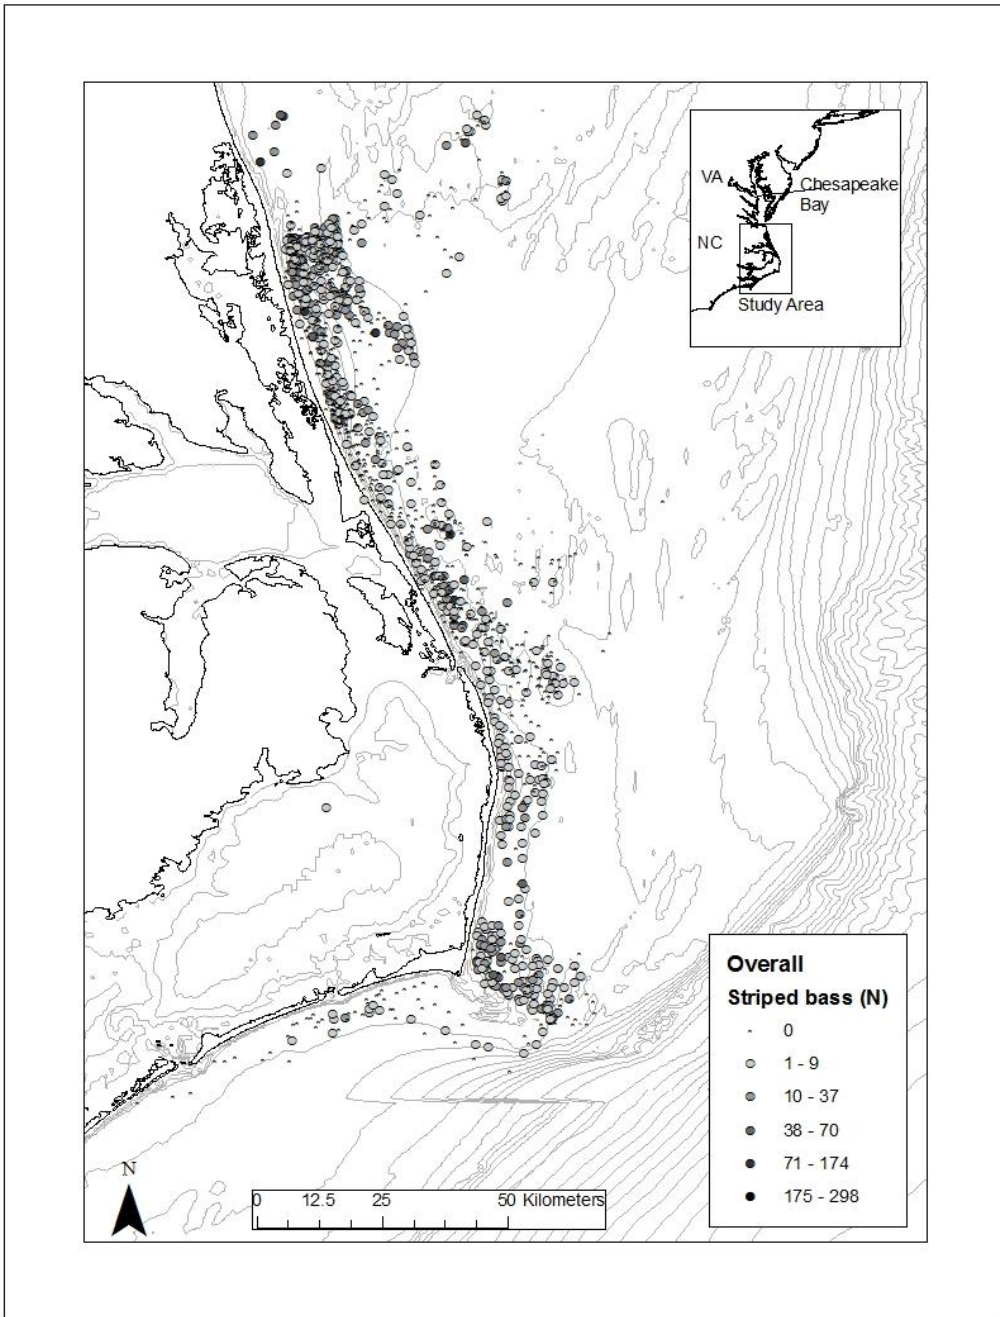 VA
Chesapeake
Bay
NC
Study Area
Overall
Striped bass (N)
0
1 - 9
10 - 37
38 - 70
71 - 174
175 - 298
N
0 12.5 25 50 Kilometers